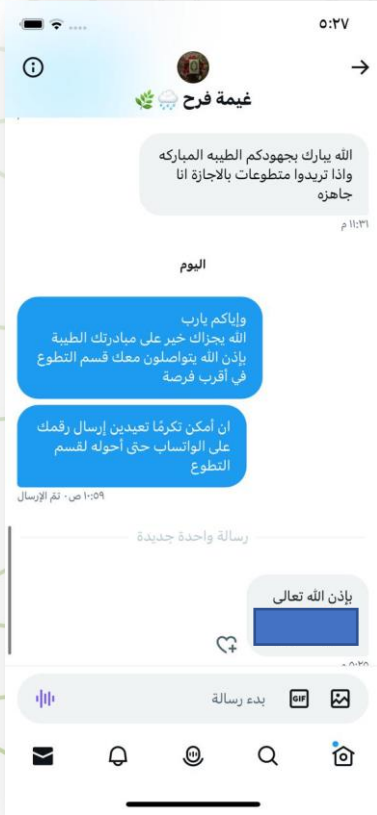 ٥:٢٧
غيمة فرح 🌧️ 🌿
الله يبارك بجهودكم الطيبه المباركه
واذا تريدوا متطوعات بالاجازة انا
جاهزه
١١:٣١ م
اليوم
وإياكم يارب
الله يجزاك خير على مبادرتك الطيبة
بإذن الله يتواصلون معك قسم التطوع
في أقرب فرصة
ان أمكن تكرمًا تعيدين إرسال رقمك
على الواتساب حتى أحوله لقسم
التطوع
١٠:٥٩ ص · تم الإرسال
رسالة واحدة جديدة
بإذن الله تعالى
بدء رسالة
GIF